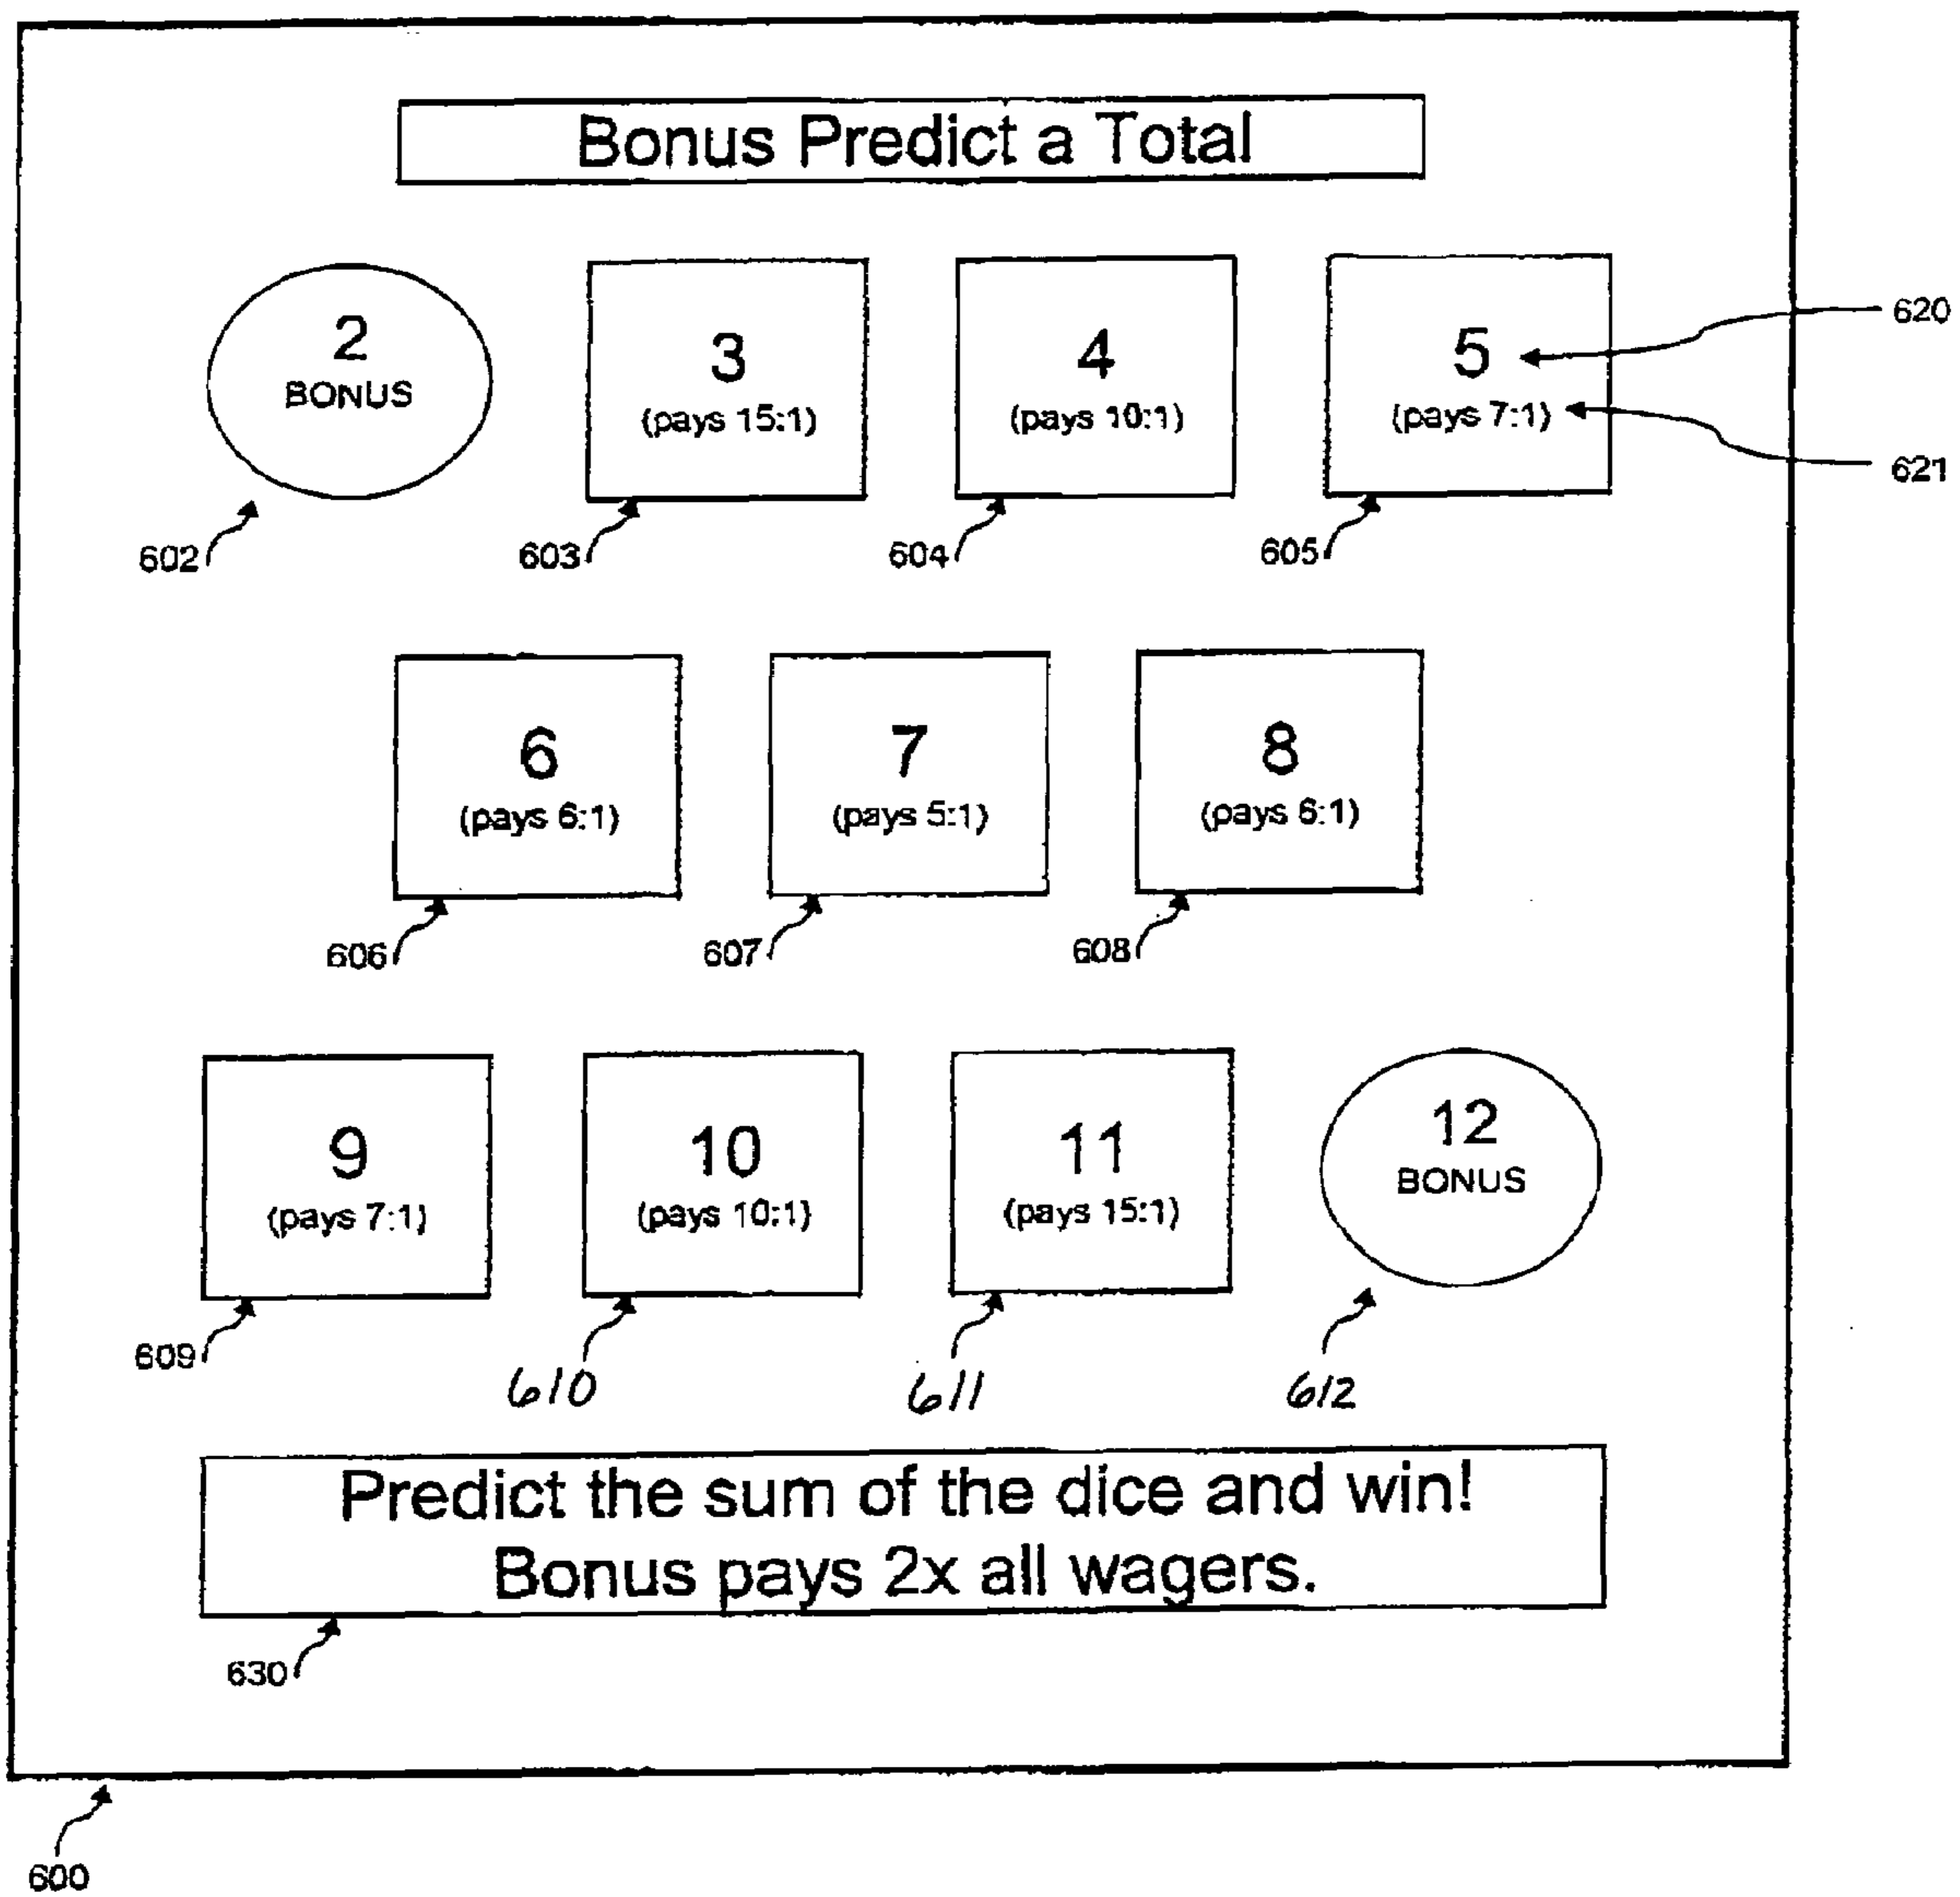 Bonus Predict a Total
2
BONUS
3
(pays 15:1)
4
(pays 10:1)
5
(pays 7:1)
620
621
602
603
604
605
6
(pays 6:1)
7
(pays 5:1)
8
(pays 6:1)
606
607
608
9
(pays 7:1)
10
(pays 10:1)
11
(pays 15:1)
12
BONUS
609
610
611
612
Predict the sum of the dice and win!
Bonus pays 2x all wagers.
630
600